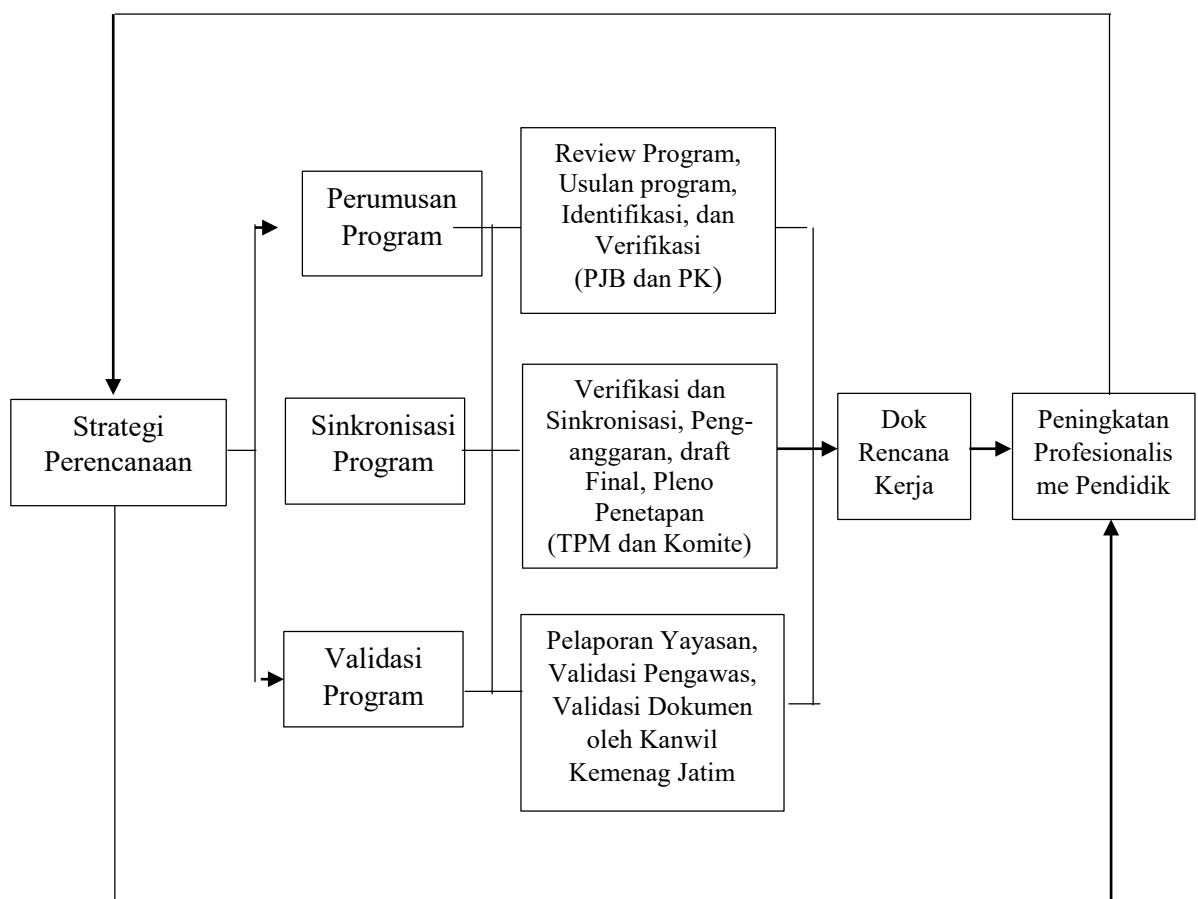 Strategi
Perencanaan
Perumusan
Program
Sinkronisasi
Program
Validasi
Program
Review Program,
Usulan program,
Identifikasi, dan
Verifikasi
(PJB dan PK)
Verifikasi dan
Sinkronisasi, Peng-
anggaran, draft
Final, Pleno
Penetapan
(TPM dan Komite)
Pelaporan Yayasan,
Validasi Pengawas,
Validasi Dokumen
oleh Kanwil
Kemenag Jatim
Dok
Rencana
Kerja
Peningkatan
Profesionalis
me Pendidik